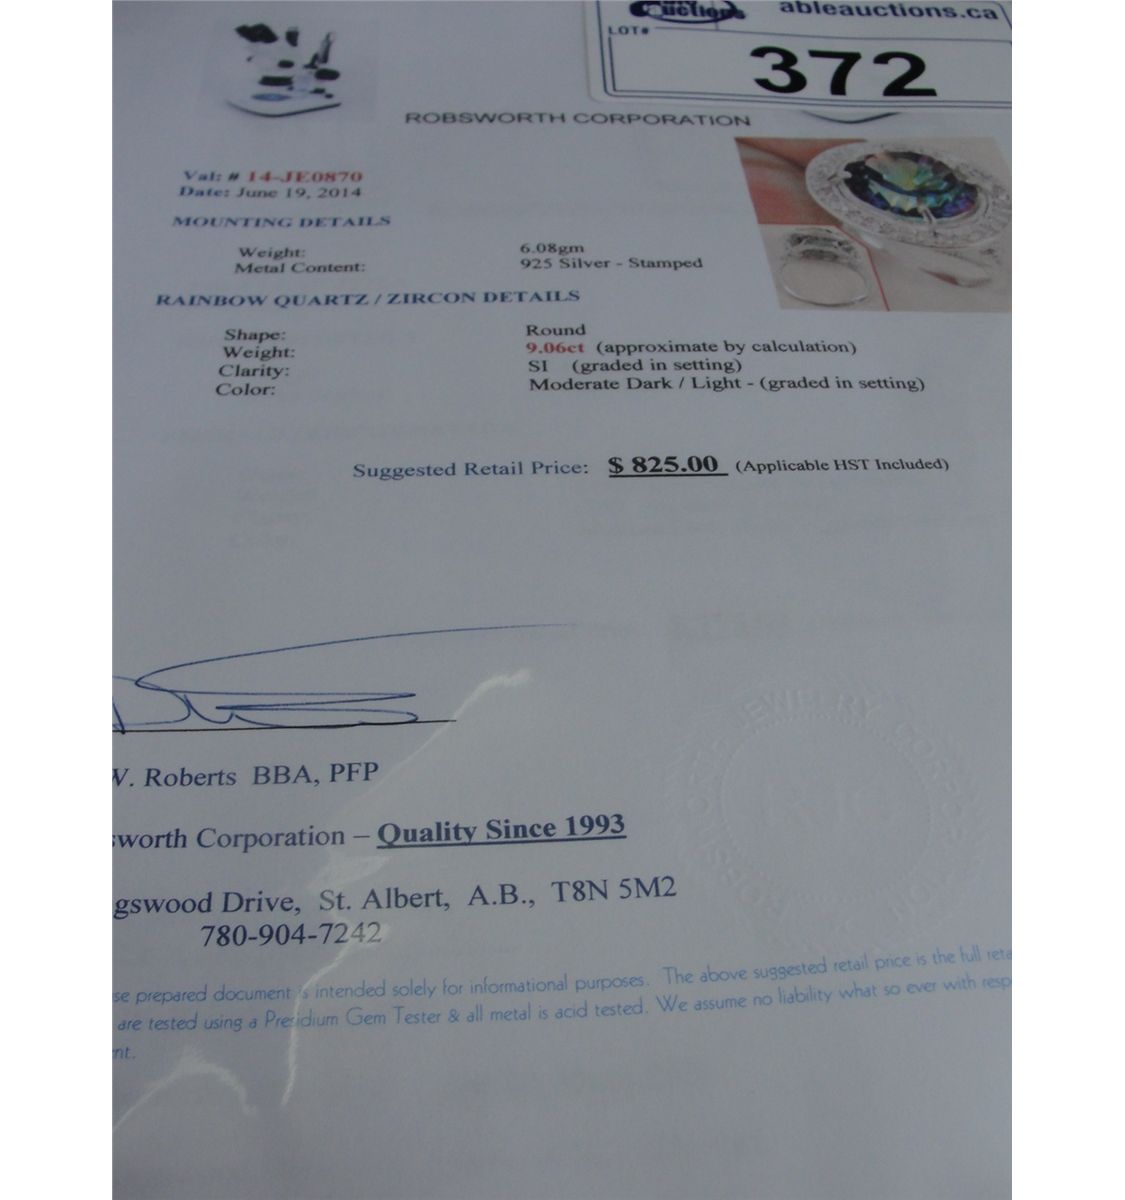 Auctions
ableauctions.ca
LOT#
372
ROBSWORTH CORPORATION
Val: # 14-JE0870
Date: June 19, 2014
MOUNTING DETAILS
Weight: 6.08gm
Metal Content: 925 Silver - Stamped
RAINBOW QUARTZ / ZIRCON DETAILS
Shape: Round
Weight: 9.06ct (approximate by calculation)
Clarity: SI (graded in setting)
Color: Moderate Dark / Light - (graded in setting)
Suggested Retail Price: $ 825.00 (Applicable HST Included)
W. Roberts BBA, PFP
sworth Corporation – Quality Since 1993
gswood Drive, St. Albert, A.B., T8N 5M2
780-904-7242
se prepared document is intended solely for informational purposes. The above suggested retail price is the full reta
are tested using a Presidium Gem Tester & all metal is acid tested. We assume no liability what so ever with resp
nt.